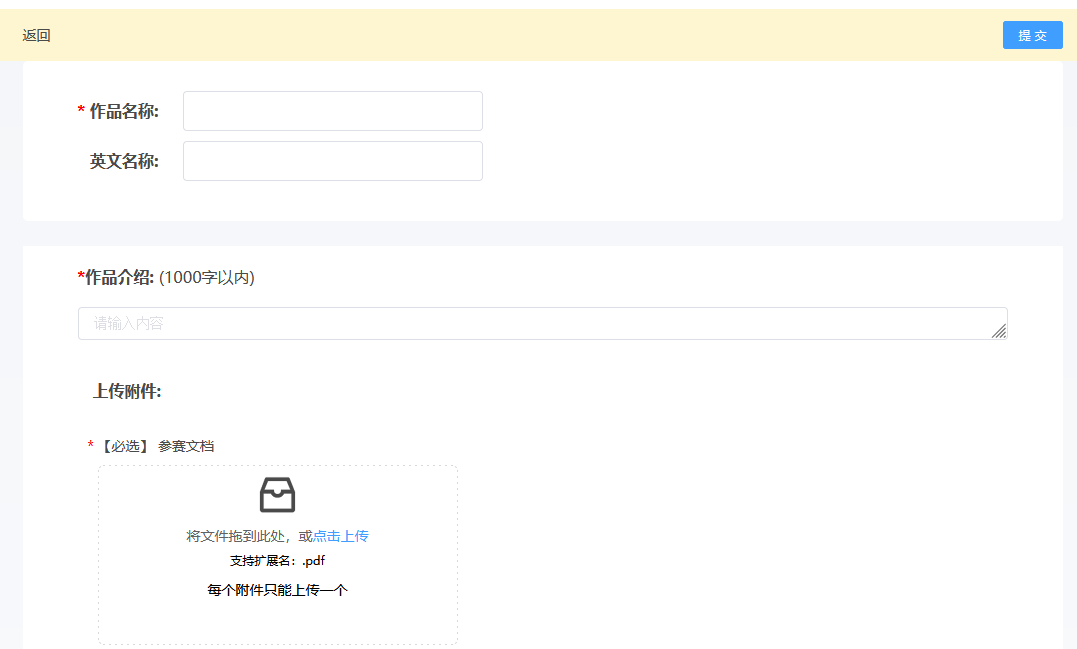 返回
提 交
* 作品名称:
英文名称:
*作品介绍: (1000字以内)
请输入内容
上传附件:
* 【必选】 参赛文档
将文件拖到此处，或点击上传
支持扩展名：.pdf
每个附件只能上传一个